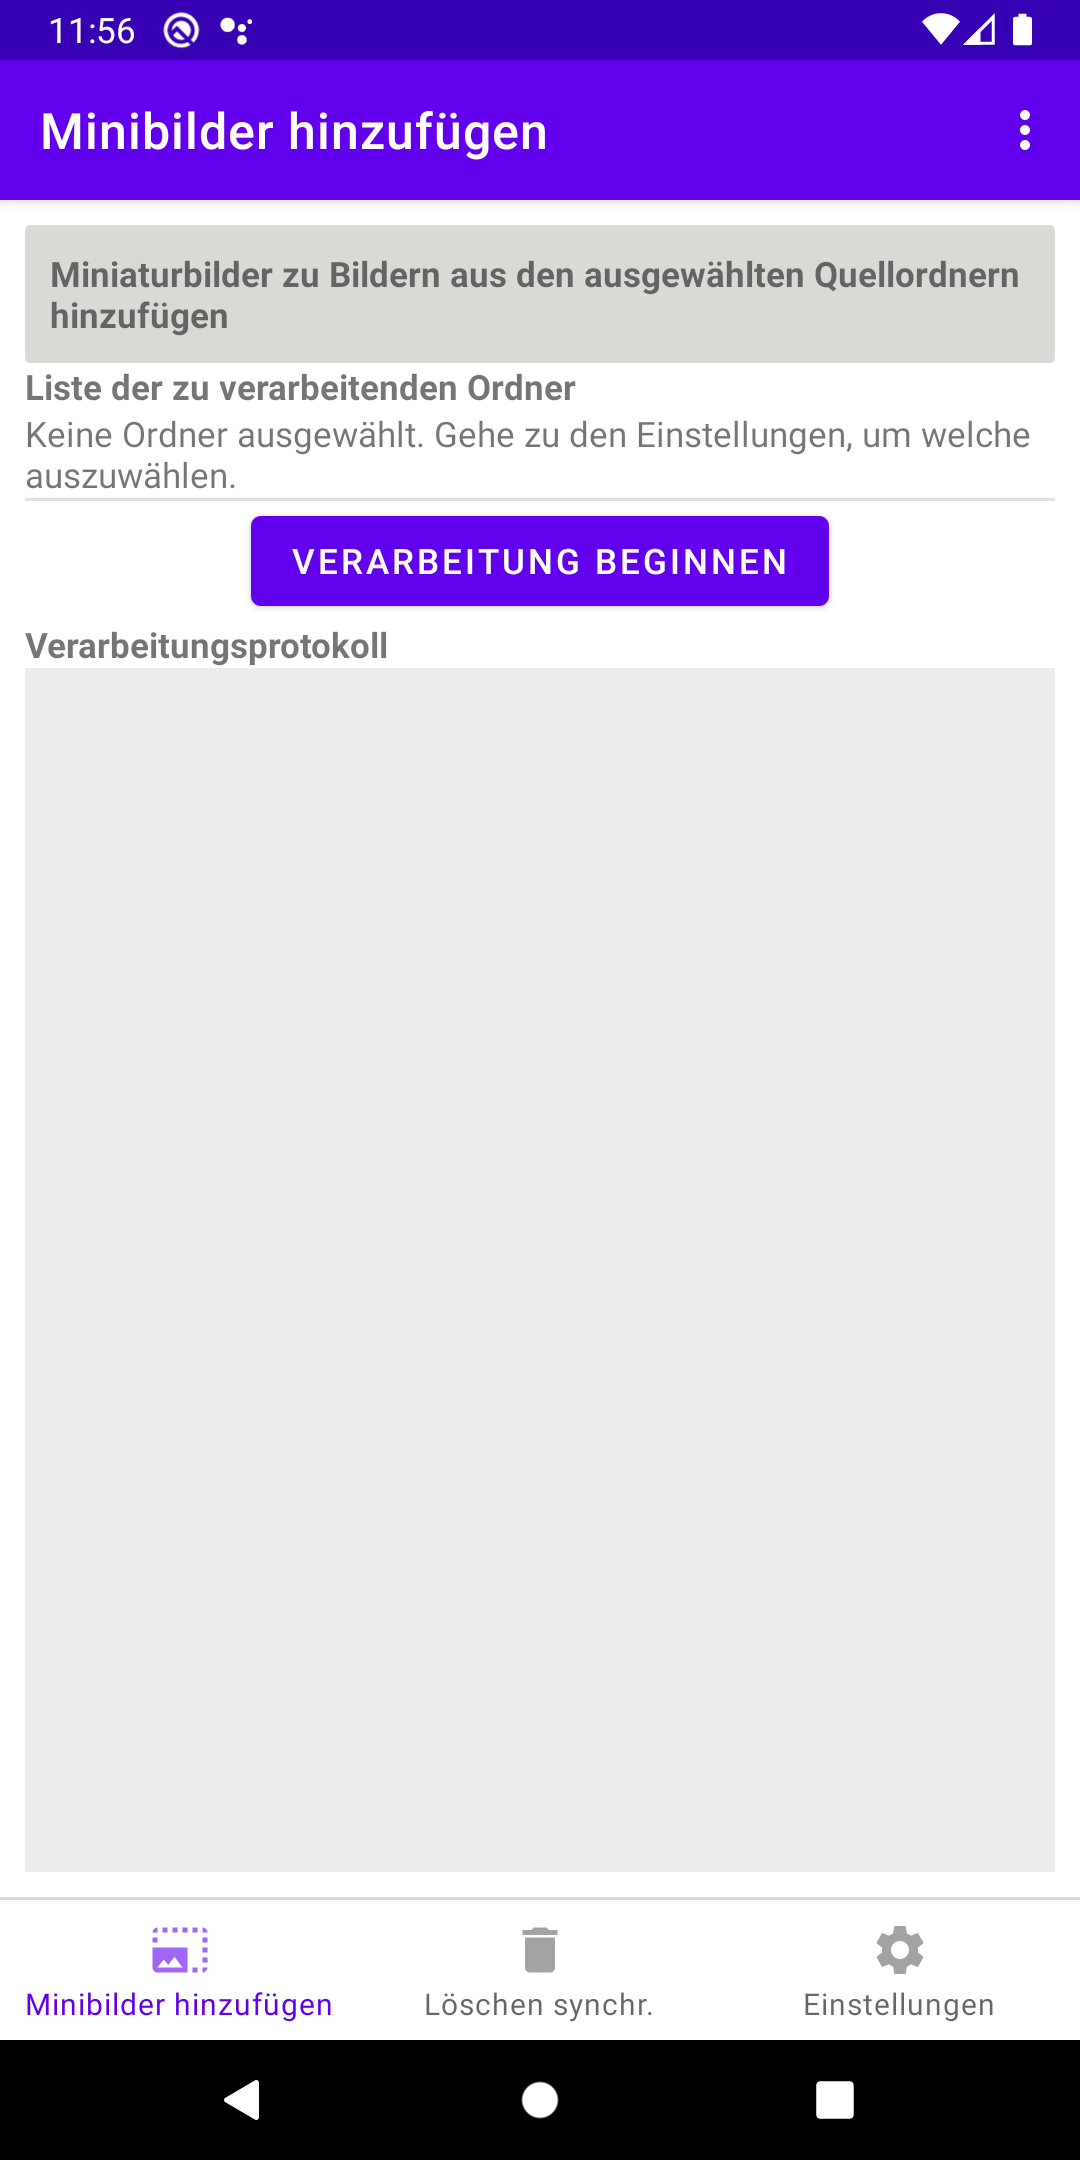 11:56
Minibilder hinzufügen
Miniaturbilder zu Bildern aus den ausgewählten Quellordnern
hinzufügen
Liste der zu verarbeitenden Ordner
Keine Ordner ausgewählt. Gehe zu den Einstellungen, um welche
auszuwählen.
VERARBEITUNG BEGINNEN
Verarbeitungsprotokoll
Minibilder hinzufügen
Löschen synchr.
Einstellungen